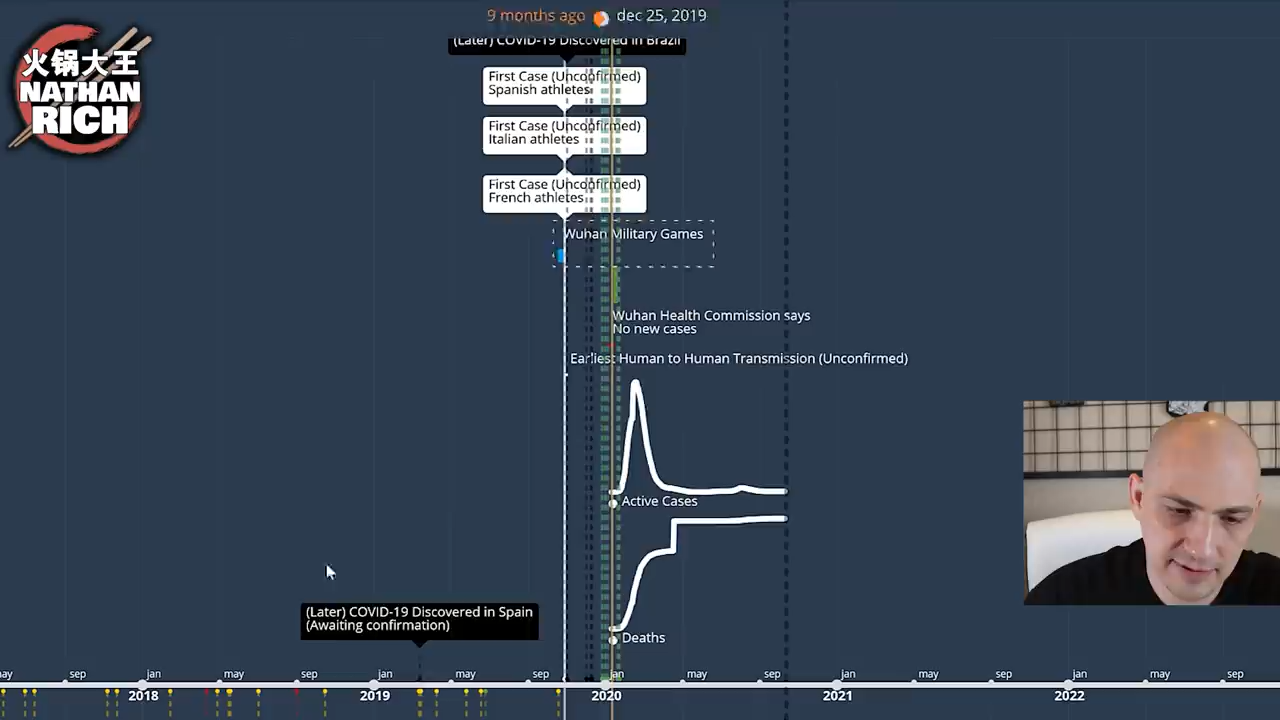 9 months ago dec 25, 2019
火锅大王
NATHAN
RICH
(Later) COVID-19 Discovered in Brazil
First Case (Unconfirmed)
Spanish athletes
First Case (Unconfirmed)
Italian athletes
First Case (Unconfirmed)
French athletes
Wuhan Military Games
Wuhan Health Commission says
No new cases
Earliest Human to Human Transmission (Unconfirmed)
Active Cases
(Later) COVID-19 Discovered in Spain
(Awaiting confirmation)
Deaths
may sep jan may sep jan may sep jan may sep jan may sep jan may sep
2018 2019 2020 2021 2022